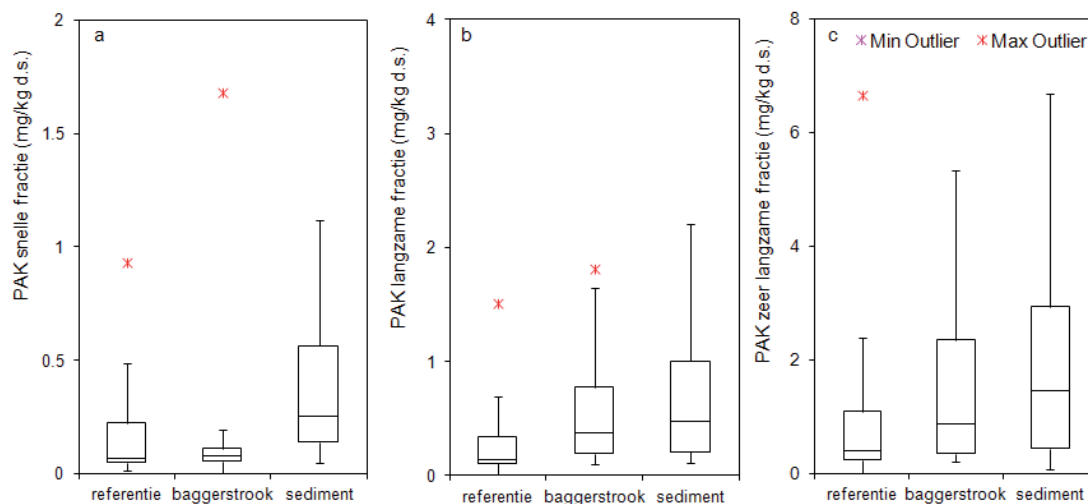 PAK snelle fractie (mg/kg d.s.)
a
2
1.5
1
0.5
0
referentie baggerstrook sediment
PAK langzame fractie (mg/kg d.s.)
b
4
3
2
1
0
referentie baggerstrook sediment
PAK zeer langzame fractie (mg/kg d.s.)
c
Min Outlier Max Outlier
8
6
4
2
0
referentie baggerstrook sediment